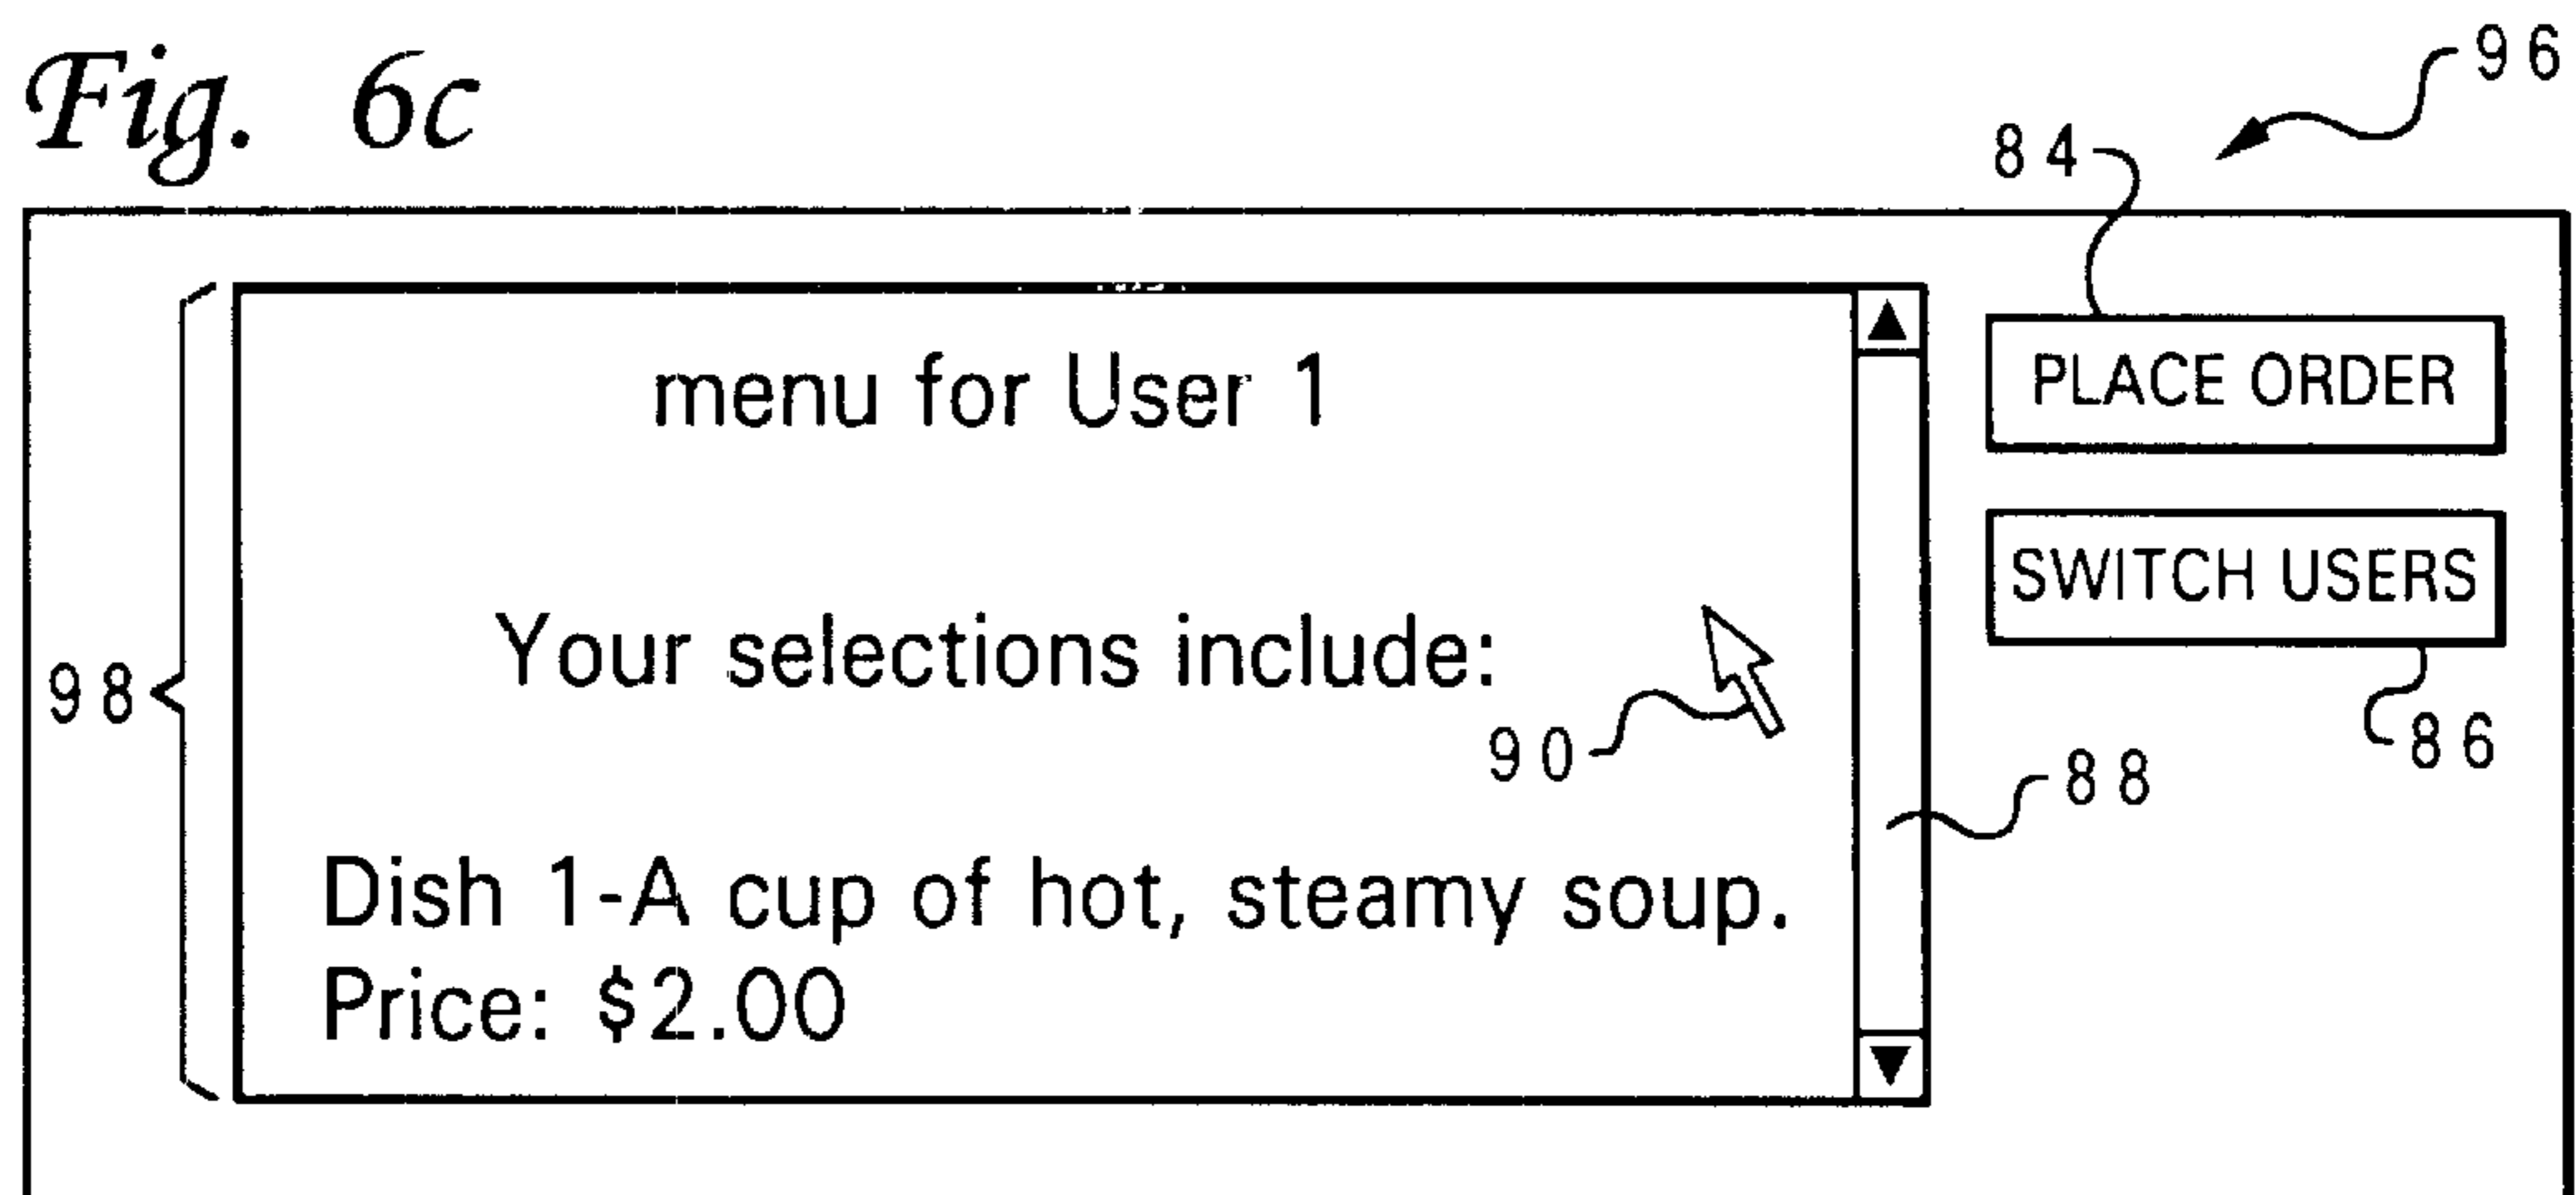 Fig. 6c
96
84
menu for User 1
PLACE ORDER
SWITCH USERS
Your selections include:
98
90
86
88
Dish 1-A cup of hot, steamy soup.
Price: $2.00